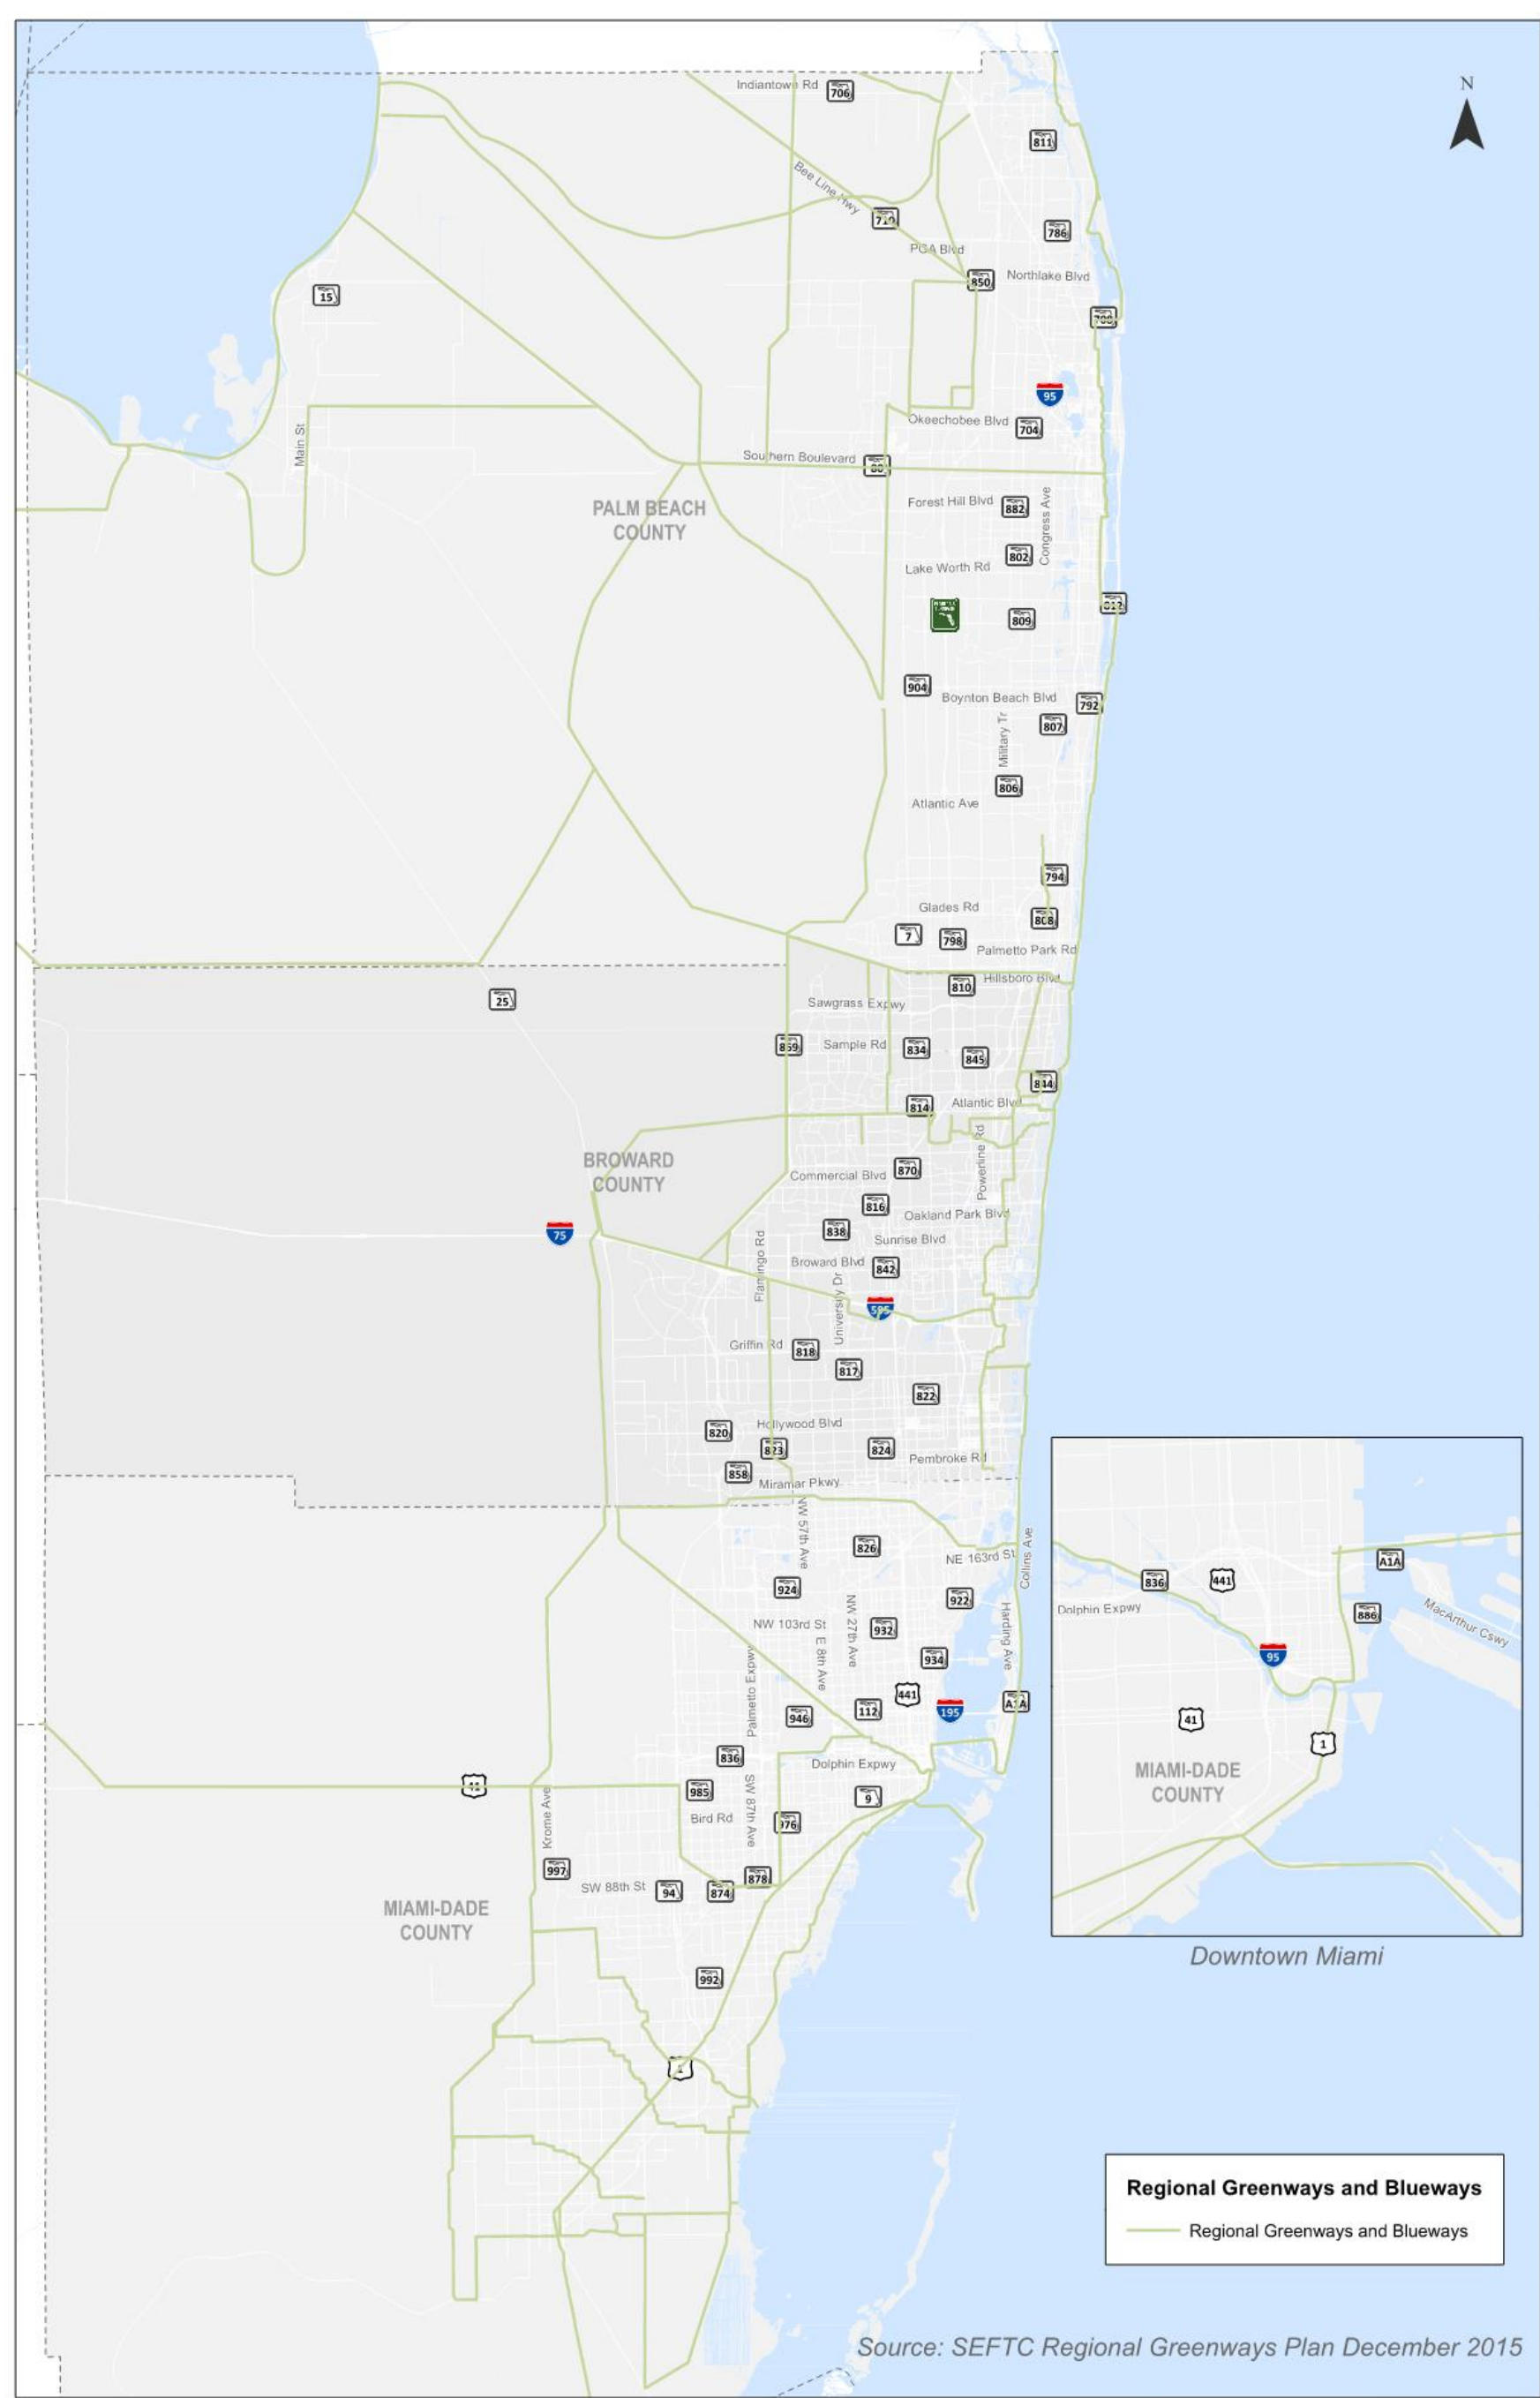 N
Indiantown Rd
706
811
Bee Line Hwy
710
786
PGA Blvd
850
Northlake Blvd
15
708
95
Okeechobee Blvd
704
Main St
Southern Boulevard
80
PALM BEACH
COUNTY
Forest Hill Blvd
882
Congress Ave
802
Lake Worth Rd
812
809
904
Boynton Beach Blvd
792
Military Tr
807
806
Atlantic Ave
794
Glades Rd
808
7
798
Palmetto Park Rd
Hillsboro Blvd
810
25
Sawgrass Expwy
869
Sample Rd
834
845
844
814
Atlantic Blvd
Powerline Rd
BROWARD
COUNTY
Commercial Blvd
870
816
Oakland Park Blvd
75
838
Sunrise Blvd
Flamingo Rd
Broward Blvd
842
University Dr
595
Griffin Rd
818
817
822
820
Hollywood Blvd
823
824
Pembroke Rd
858
Miramar Pkwy
NW 57th Ave
826
NE 163rd St
Collins Ave
924
922
NW 27th Ave
Harding Ave
NW 103rd St
932
E 8th Ave
934
Palmetto Expwy
441
112
195
A1A
946
836
Dolphin Expwy
41
985
9
Krome Ave
SW 87th Ave
Bird Rd
976
997
878
SW 88th St
94
874
MIAMI-DADE
COUNTY
992
1
A1A
836
441
Dolphin Expwy
886
MacArthur Cswy
95
41
1
MIAMI-DADE
COUNTY
Downtown Miami
Regional Greenways and Blueways
Regional Greenways and Blueways
Source: SEFTC Regional Greenways Plan December 2015